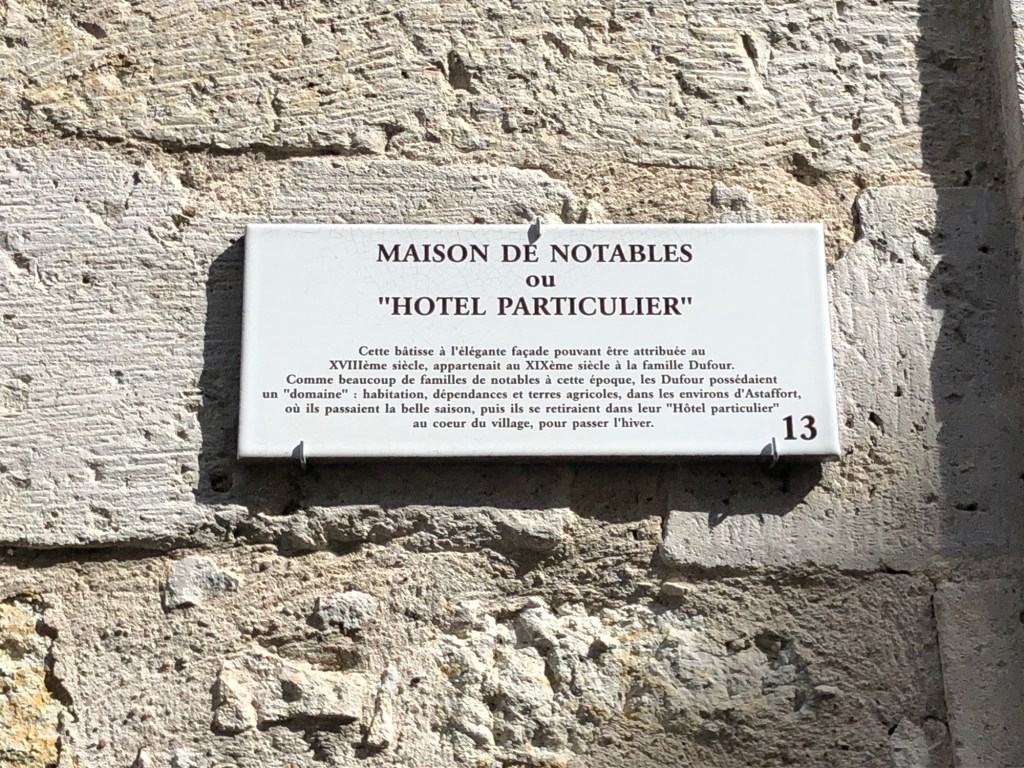 MAISON DE NOTABLES
ou
"HOTEL PARTICULIER"
Cette bâtisse à l'élégante façade pouvant être attribuée au
XVIIIème siècle, appartenait au XIXème siècle à la famille Dufour.
Comme beaucoup de familles de notables à cette époque, les Dufour possédaient
un "domaine" : habitation, dépendances et terres agricoles, dans les environs d'Astaffort,
où ils passaient la belle saison, puis ils se retiraient dans leur "Hôtel particulier"
au coeur du village, pour passer l'hiver.
13